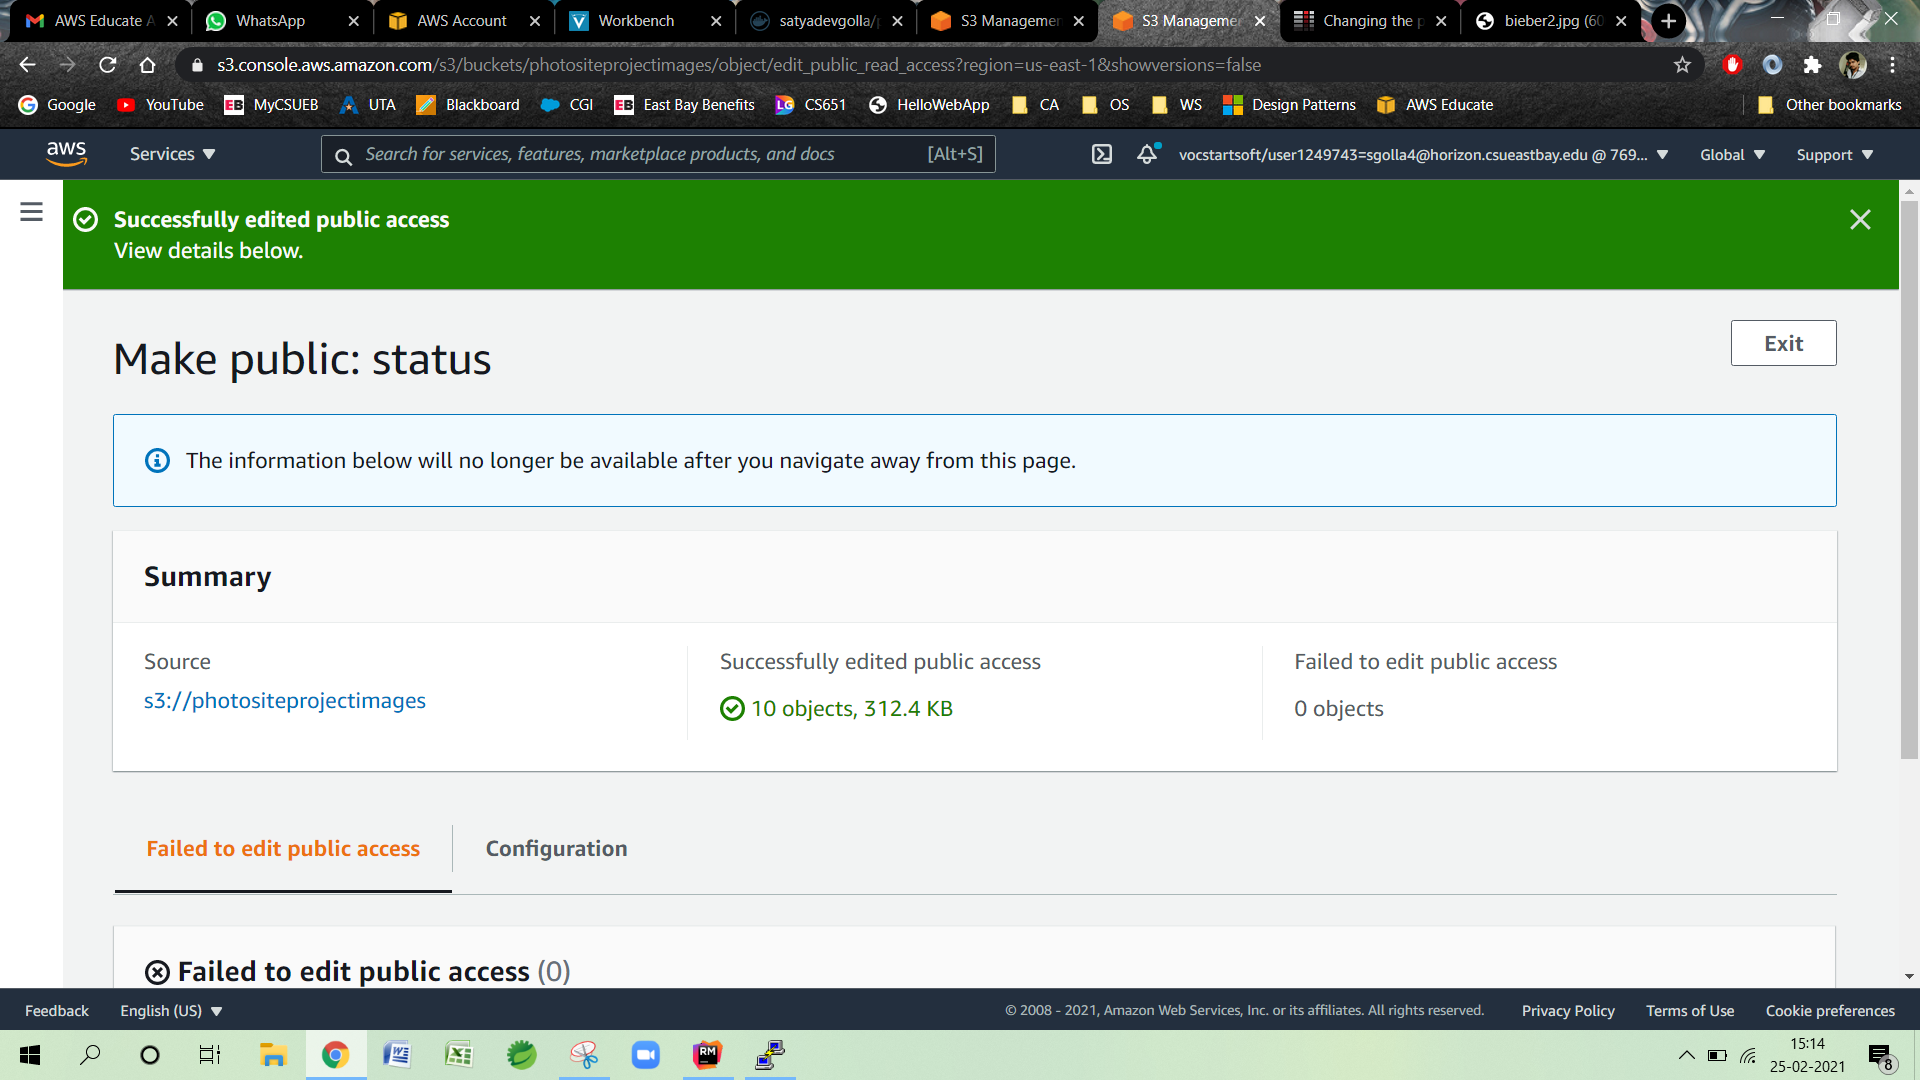 AWS Educate A
WhatsApp
AWS Account
Workbench
satyadevgolla/
S3 Managemen
S3 Manageme
Changing the p
bieber2.jpg (60
s3.console.aws.amazon.com/s3/buckets/photositeprojectimages/object/edit_public_read_access?region=us-east-1&showversions=false
Google
YouTube
EB MyCSUEB
UTA
Blackboard
CGI
EB East Bay Benefits
LG CS651
HelloWebApp
CA
OS
WS
Design Patterns
AWS Educate
Other bookmarks
aws
Services
Search for services, features, marketplace products, and docs
[Alt+S]
vocstartsoft/user1249743=sgolla4@horizon.csueastbay.edu @ 769...
Global
Support
Successfully edited public access
View details below.
Make public: status
Exit
The information below will no longer be available after you navigate away from this page.
Summary
Source
s3://photositeprojectimages
Successfully edited public access
10 objects, 312.4 KB
Failed to edit public access
0 objects
Failed to edit public access
Configuration
Failed to edit public access (0)
Feedback
English (US)
© 2008 - 2021, Amazon Web Services, Inc. or its affiliates. All rights reserved.
Privacy Policy
Terms of Use
Cookie preferences
RM
15:14
25-02-2021
8